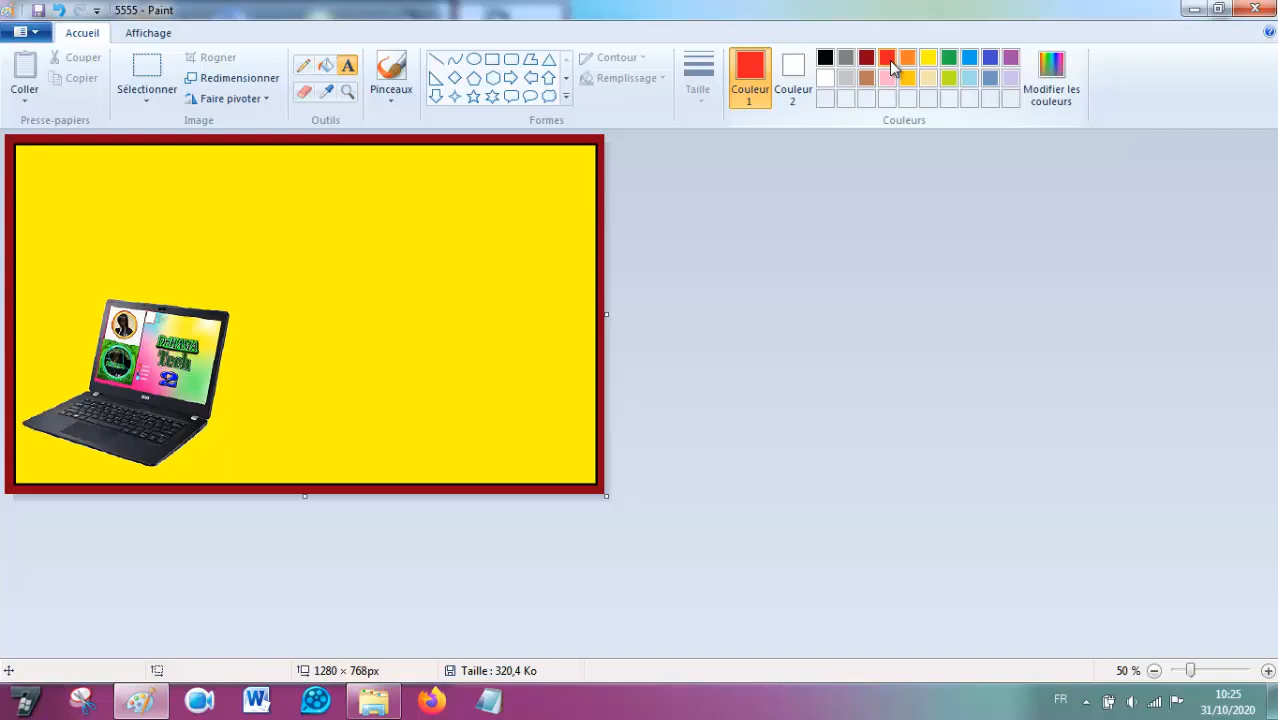 5555 - Paint
Accueil
Affichage
Coller
Couper
Copier
Presse-papiers
Sélectionner
Rogner
Redimensionner
Faire pivoter
Image
A
Outils
Pinceaux
Contour
Remplissage
Formes
Taille
Couleur 1
Couleur 2
Modifier les couleurs
Couleurs
DrHAYA
Tech
2
1280 × 768px
Taille : 320,4 Ko
50 %
W
FR
10:25
31/10/2020